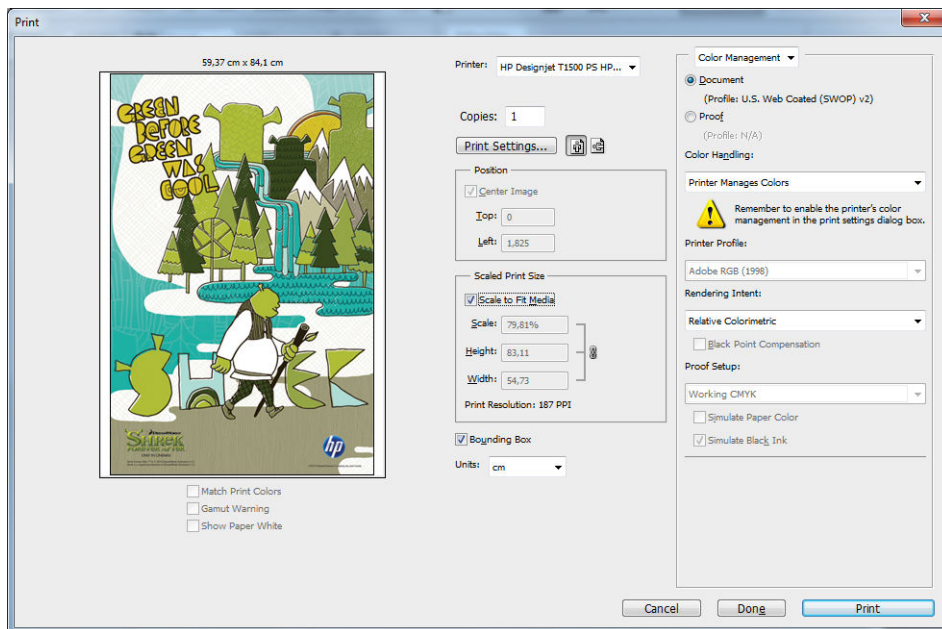 Print
59,37 cm x 84,1 cm
GREEN
BEFORE
GREEN
WAS
COOL
SHREK
SHREK
hp
Match Print Colors
Gamut Warning
Show Paper White
Printer: HP Designjet T1500 PS HP...
Copies: 1
Print Settings...
Position
Center Image
Top: 0
Left: 1,825
Scaled Print Size
Scale to Fit Media
Scale: 79,81%
Height: 83,11
Width: 54,73
Print Resolution: 187 PPI
Bounding Box
Units: cm
Color Management
Document
(Profile: U.S. Web Coated (SWOP) v2)
Proof
(Profile: N/A)
Color Handling:
Printer Manages Colors
Remember to enable the printer's color
management in the print settings dialog box.
Printer Profile:
Adobe RGB (1998)
Rendering Intent:
Relative Colorimetric
Black Point Compensation
Proof Setup:
Working CMYK
Simulate Paper Color
Simulate Black Ink
Cancel
Done
Print